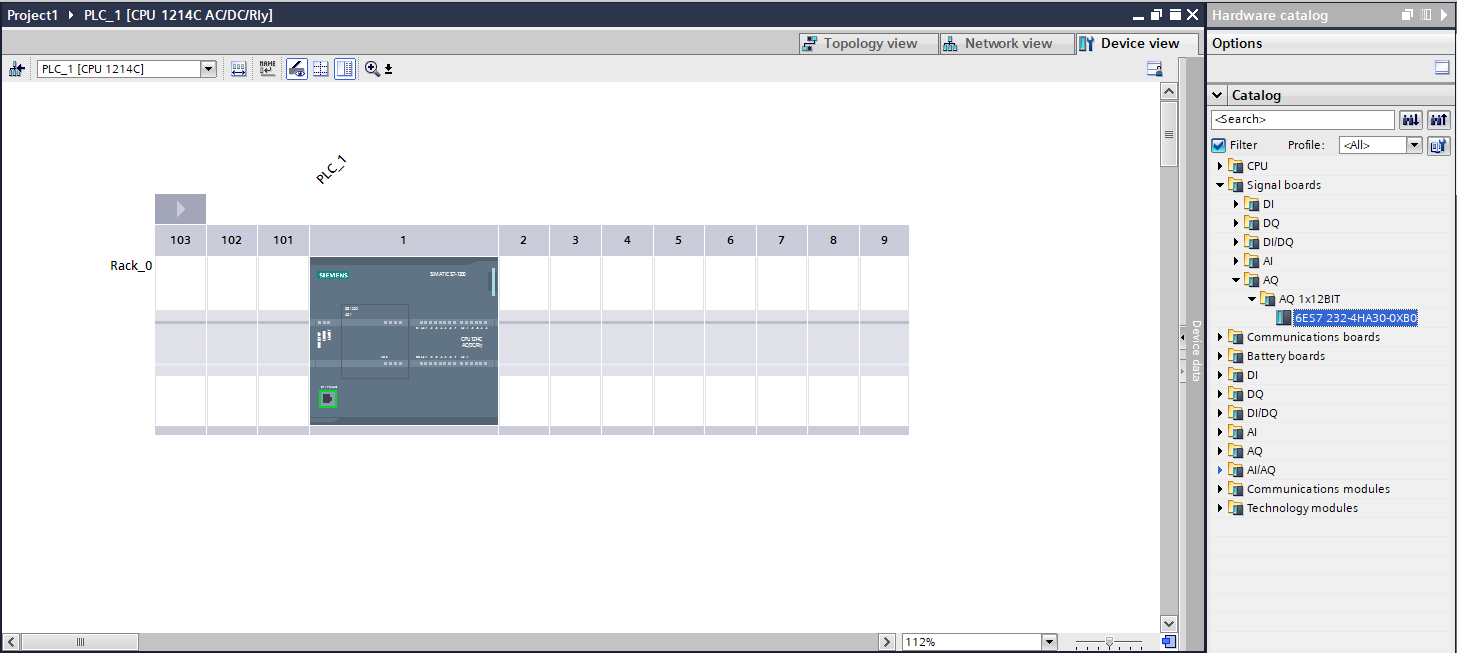 Project1 ▸ PLC_1 [CPU 1214C AC/DC/Rly]
Hardware catalog
Topology view
Network view
Device view
Options
PLC_1 [CPU 1214C]
NAME
Catalog
<Search>
Filter
Profile:
<All>
CPU
Signal boards
DI
DQ
DI/DQ
AI
AQ
AQ 1x12BIT
6ES7 232-4HA30-0XB0
Communications boards
Battery boards
DI
DQ
DI/DQ
AI
AQ
AI/AQ
Communications modules
Technology modules
PLC_1
103 102 101 1 2 3 4 5 6 7 8 9
Rack_0
SIEMENS
SIMATIC S7-1200
CPU 1214C
AC/DC/Rly
Device data
112%